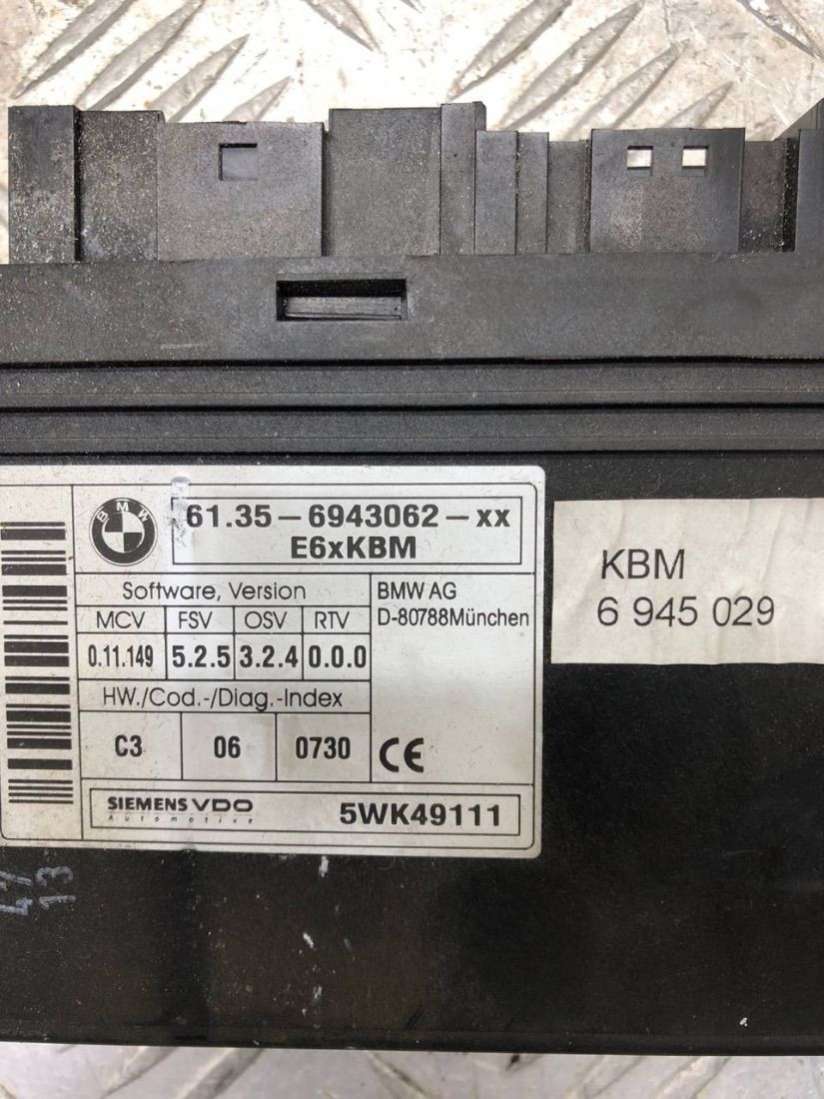 BMW
61.35-6943062-xx
E6xKBM
Software, Version
MCV FSV OSV RTV
0.11.149 5.2.5 3.2.4 0.0.0
HW./Cod.-/Diag.-Index
C3 06 0730
BMW AG
D-80788München
CE
SIEMENS VDO
Automotive
5WK49111
KBM
6 945 029
13